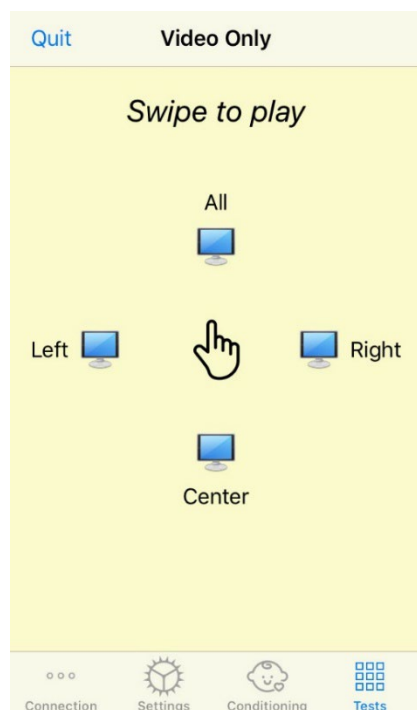 Quit Video Only
Swipe to play
All
Left Right
Center
Connection Settings Conditioning Tests